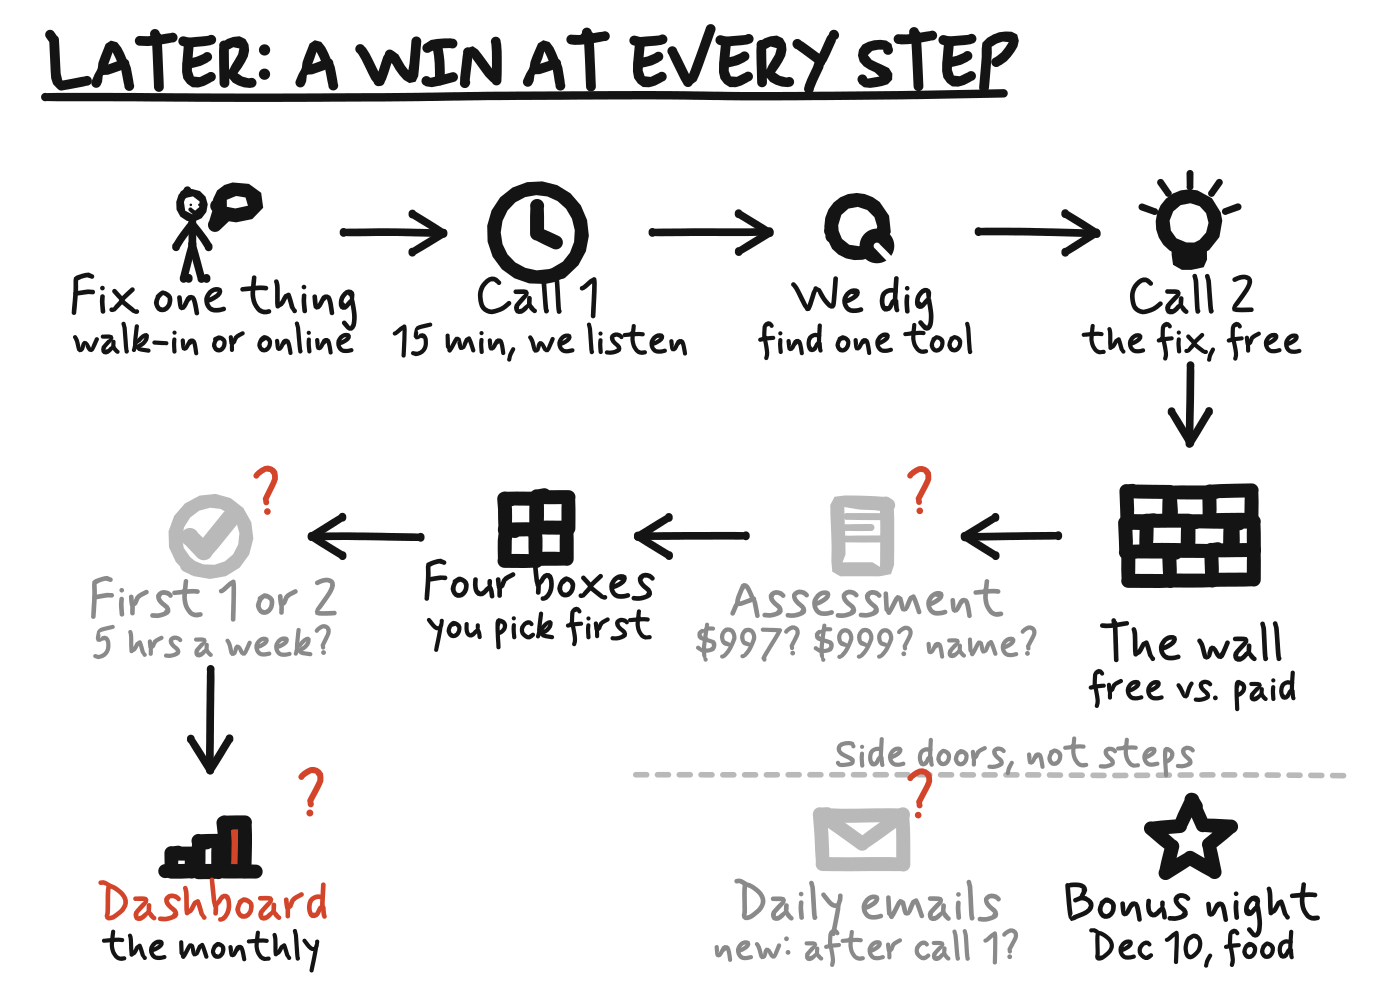 LATER: A WIN AT EVERY STEP
Fix one thing
walk-in or online
Call 1
15 min, we listen
We dig
find one tool
Call 2
the fix, free
?
First 1 or 2
5 hrs a week?
Four boxes
you pick first
?
Assessment
$997? $999? name?
The wall
free vs. paid
Side doors, not steps
?
Dashboard
the monthly
?
Daily emails
new: after call 1?
Bonus night
Dec 10, food